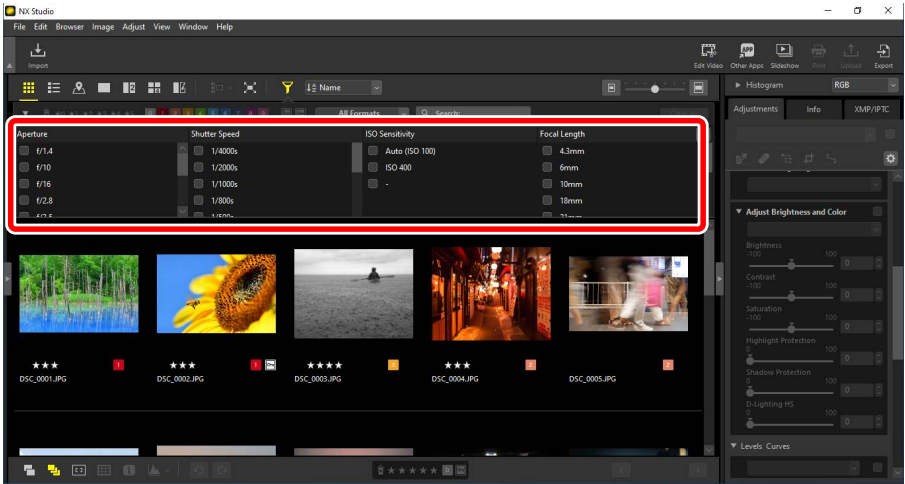 NX Studio
File Edit Browser Image Adjust View Window Help
Import
Edit Video Other Apps Slideshow Print Upload Export
Name
Histogram RGB
All Formats Search:
Adjustments Info XMP/IPTC
Aperture Shutter Speed ISO Sensitivity Focal Length
f/1.4 1/4000s Auto (ISO 100) 4.3mm
f/10 1/2000s ISO 400 6mm
f/16 1/1000s - 10mm
f/2.8 1/800s 18mm
Adjust Brightness and Color
Brightness
-100 100
0
Contrast
-100 100
0
Saturation
-100 100
0
Highlight Protection
0 100
0
Shadow Protection
0 100
0
D-Lighting HS
0 100
0
Levels Curves
1 1 3 2 2
DSC_0001.JPG DSC_0002.JPG DSC_0003.JPG DSC_0004.JPG DSC_0005.JPG